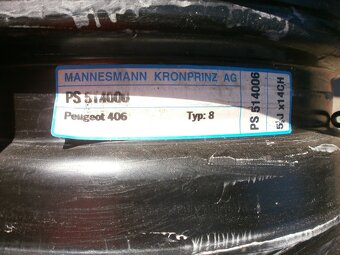 MANNESMANN KRONPRINZ AG
PS 514006
Peugeot 406 Typ: 8
PS 514006